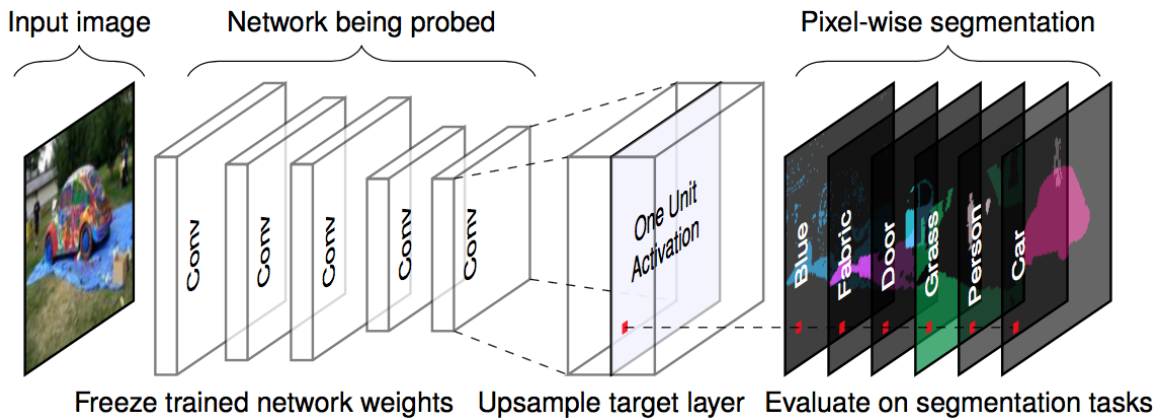 Input image
Network being probed
Pixel-wise segmentation
Conv
Conv
Conv
Conv
Conv
One Unit
Activation
Blue
Fabric
Door
Grass
Person
Car
Freeze trained network weights
Upsample target layer
Evaluate on segmentation tasks